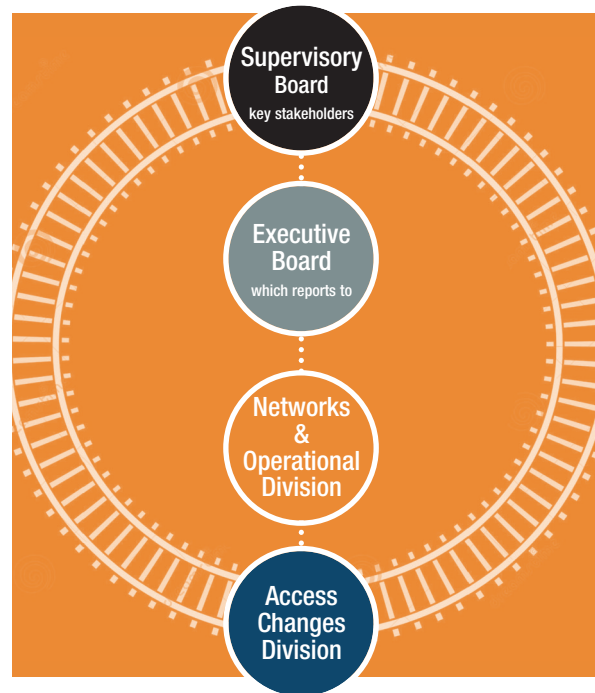 Supervisory
Board
key stakeholders
Executive
Board
which reports to
Networks
&
Operational
Division
Access
Changes
Division